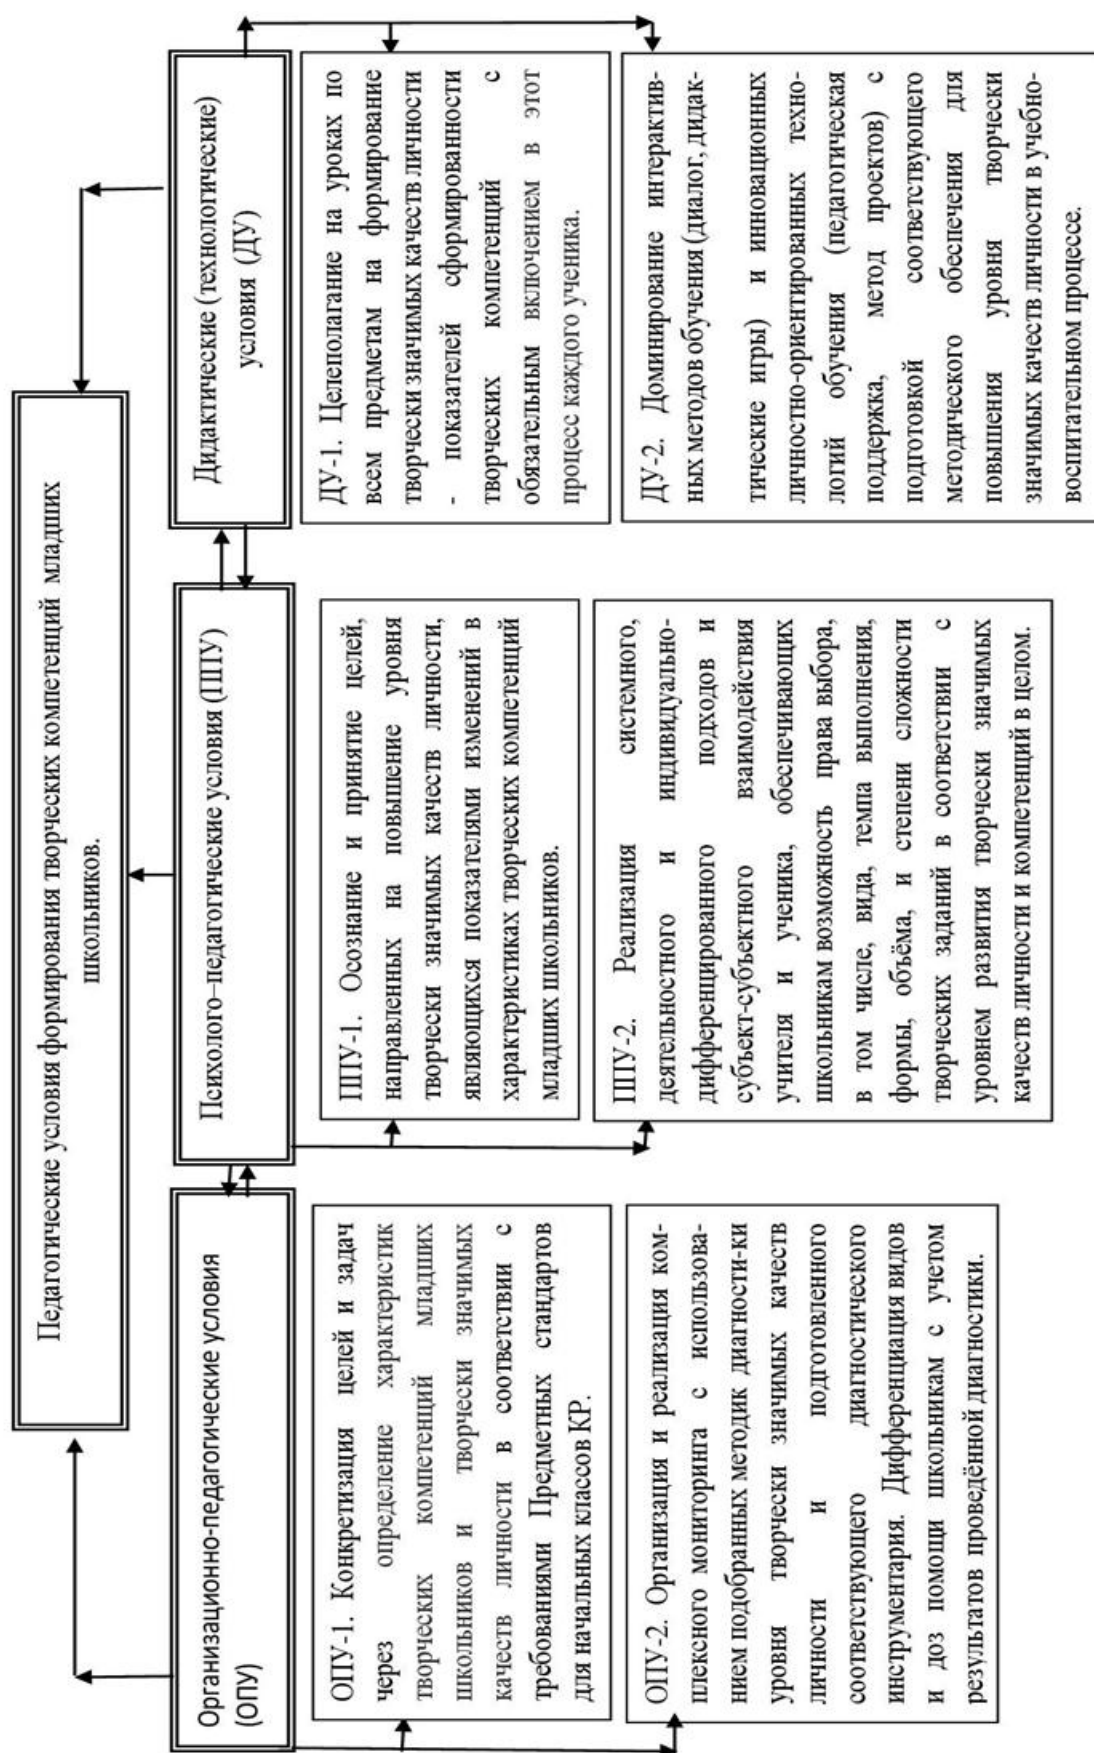 Педагогические условия формирования творческих компетенций младших
школьников.
Организационно-педагогические условия
(ОПУ)
Психолого–педагогические условия (ППУ)
Дидактические (технологические)
условия (ДУ)
ОПУ-1. Конкретизация целей и задач
через определение характеристик
творческих компетенций младших
школьников и творчески значимых
качеств личности в соответствии с
требованиями Предметных стандартов
для начальных классов КР.
ОПУ-2. Организация и реализация ком-
плексного мониторинга с использова-
нием подобранных методик диагности-ки
уровня творчески значимых качеств
личности и подготовленного
соответствующего диагностического
инструментария. Дифференциация видов
и доз помощи школьникам с учетом
результатов проведённой диагностики.
ППУ-1. Осознание и принятие целей,
направленных на повышение уровня
творчески значимых качеств личности,
являющихся показателями изменений в
характеристиках творческих компетенций
младших школьников.
ППУ-2. Реализация системного,
деятельностного и индивидуально-
дифференцированного подходов и
субъект-субъектного взаимодействия
учителя и ученика, обеспечивающих
школьникам возможность права выбора,
в том числе, вида, темпа выполнения,
формы, объёма, и степени сложности
творческих заданий в соответствии с
уровнем развития творчески значимых
качеств личности и компетенций в целом.
ДУ-1. Целеполагание на уроках по
всем предметам на формирование
творчески значимых качеств личности
- показателей сформированности
творческих компетенций с
обязательным включением в этот
процесс каждого ученика.
ДУ-2. Доминирование интерактив-
ных методов обучения (диалог, дидак-
тические игры) и инновационных
личностно-ориентированных техно-
логий обучения (педагогическая
поддержка, метод проектов) с
подготовкой соответствующего
методического обеспечения для
повышения уровня творчески
значимых качеств личности в учебно-
воспитательном процессе.